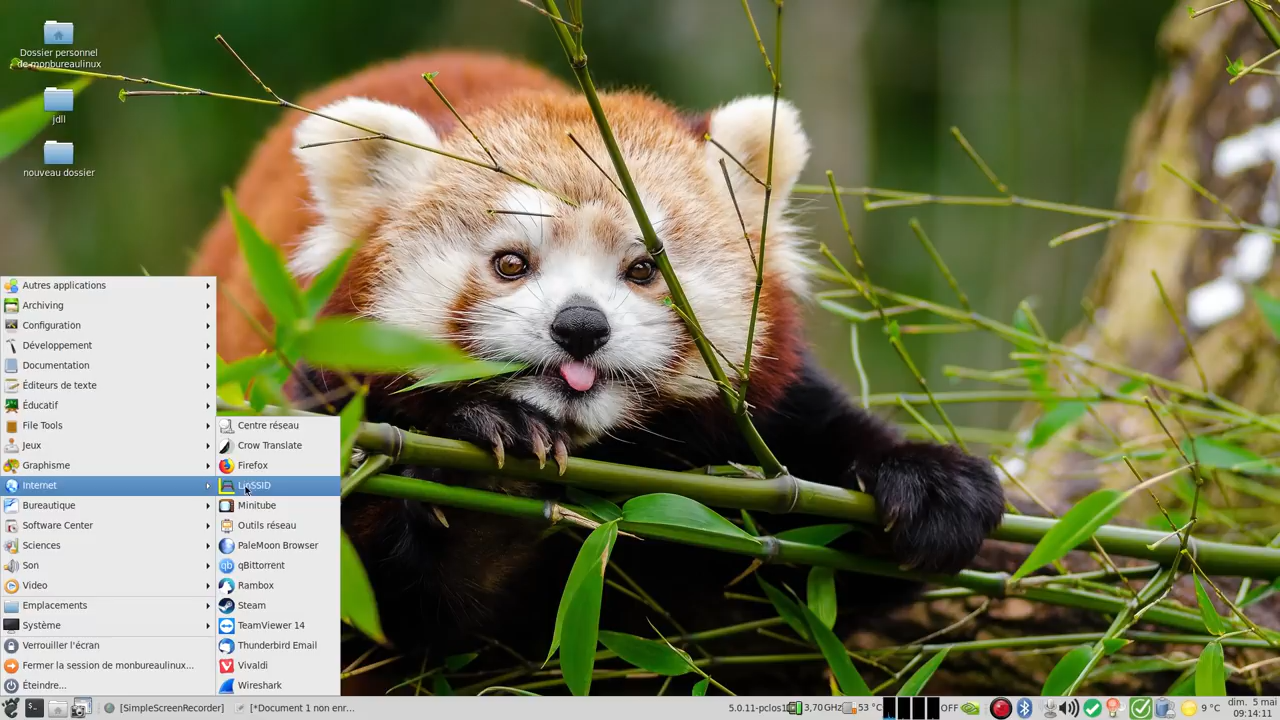 Dossier personnel
de monbureaulinux
jdll
nouveau dossier
Autres applications
Archiving
Configuration
Développement
Documentation
Éditeurs de texte
Éducatif
File Tools
Jeux
Graphisme
Internet
Bureautique
Software Center
Sciences
Son
Video
Emplacements
Système
Verrouiller l'écran
Fermer la session de monbureaulinux...
Éteindre...
Centre réseau
Crow Translate
Firefox
LinSSID
Minitube
Outils réseau
PaleMoon Browser
qBittorrent
Rambox
Steam
TeamViewer 14
Thunderbird Email
Vivaldi
Wireshark
[SimpleScreenRecorder]
[*Document 1 non enr...
5.0.11-pclos1
3,70 GHz
53 °C
OFF
9 °C
dim. 5 mai
09:14:11